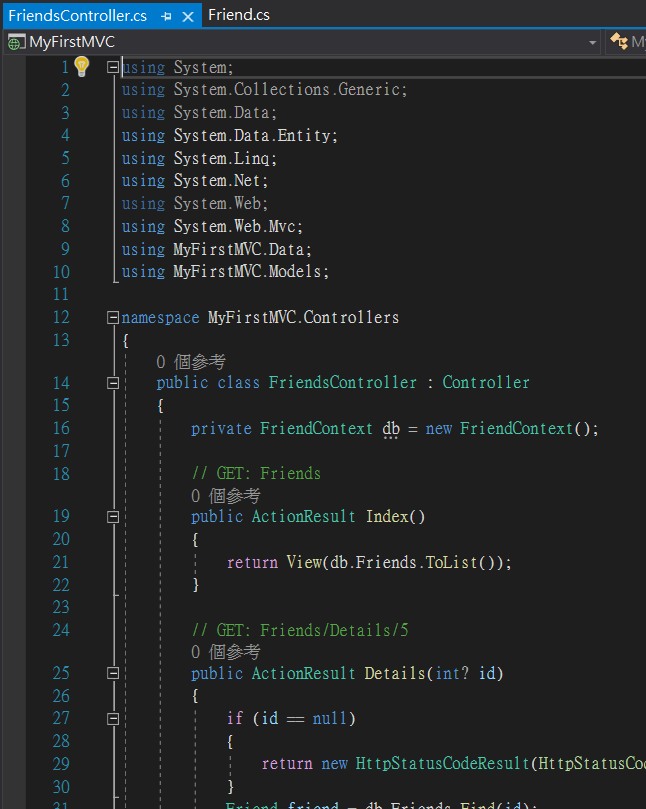 FriendsController.cs
Friend.cs
MyFirstMVC
1 using System;
2 using System.Collections.Generic;
3 using System.Data;
4 using System.Data.Entity;
5 using System.Linq;
6 using System.Net;
7 using System.Web;
8 using System.Web.Mvc;
9 using MyFirstMVC.Data;
10 using MyFirstMVC.Models;
11
12 namespace MyFirstMVC.Controllers
13 {
0 個參考
14 public class FriendsController : Controller
15 {
16 private FriendContext db = new FriendContext();
17
18 // GET: Friends
0 個參考
19 public ActionResult Index()
20 {
21 return View(db.Friends.ToList());
22 }
23
24 // GET: Friends/Details/5
0 個參考
25 public ActionResult Details(int? id)
26 {
27 if (id == null)
28 {
29 return new HttpStatusCodeResult(HttpStatusCo
30 }
31 Friend friend = db.Friends.Find(id);